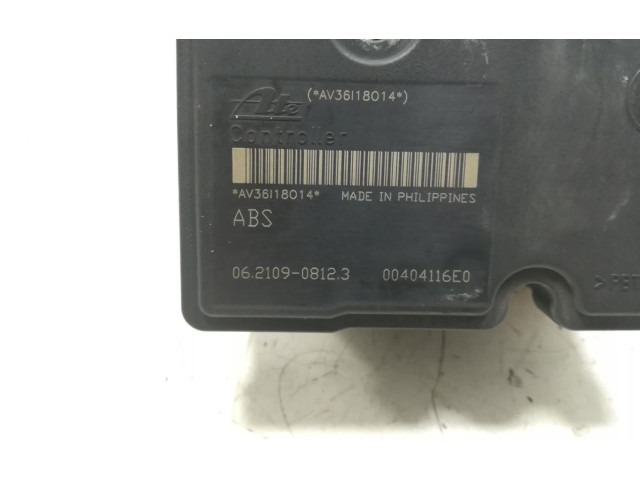 (*AV36I18014*)
Ate
Controller
*AV36I18014* MADE IN PHILIPPINES
ABS
06.2109-0812.3 00404116E0